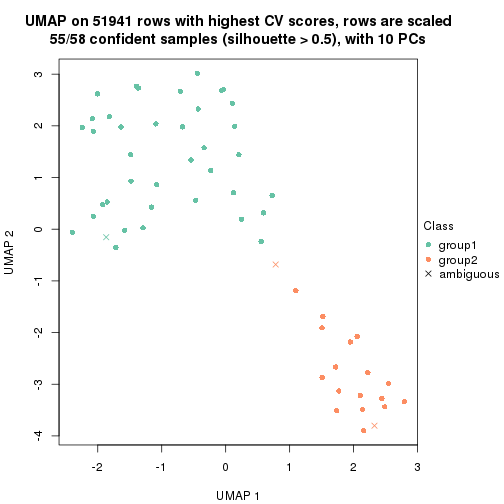 UMAP on 51941 rows with highest CV scores, rows are scaled
55/58 confident samples (silhouette > 0.5), with 10 PCs
3
2
1
0
-1
-2
-3
-4
UMAP 2
-2
-1
0
1
2
3
UMAP 1
Class
group1
group2
ambiguous